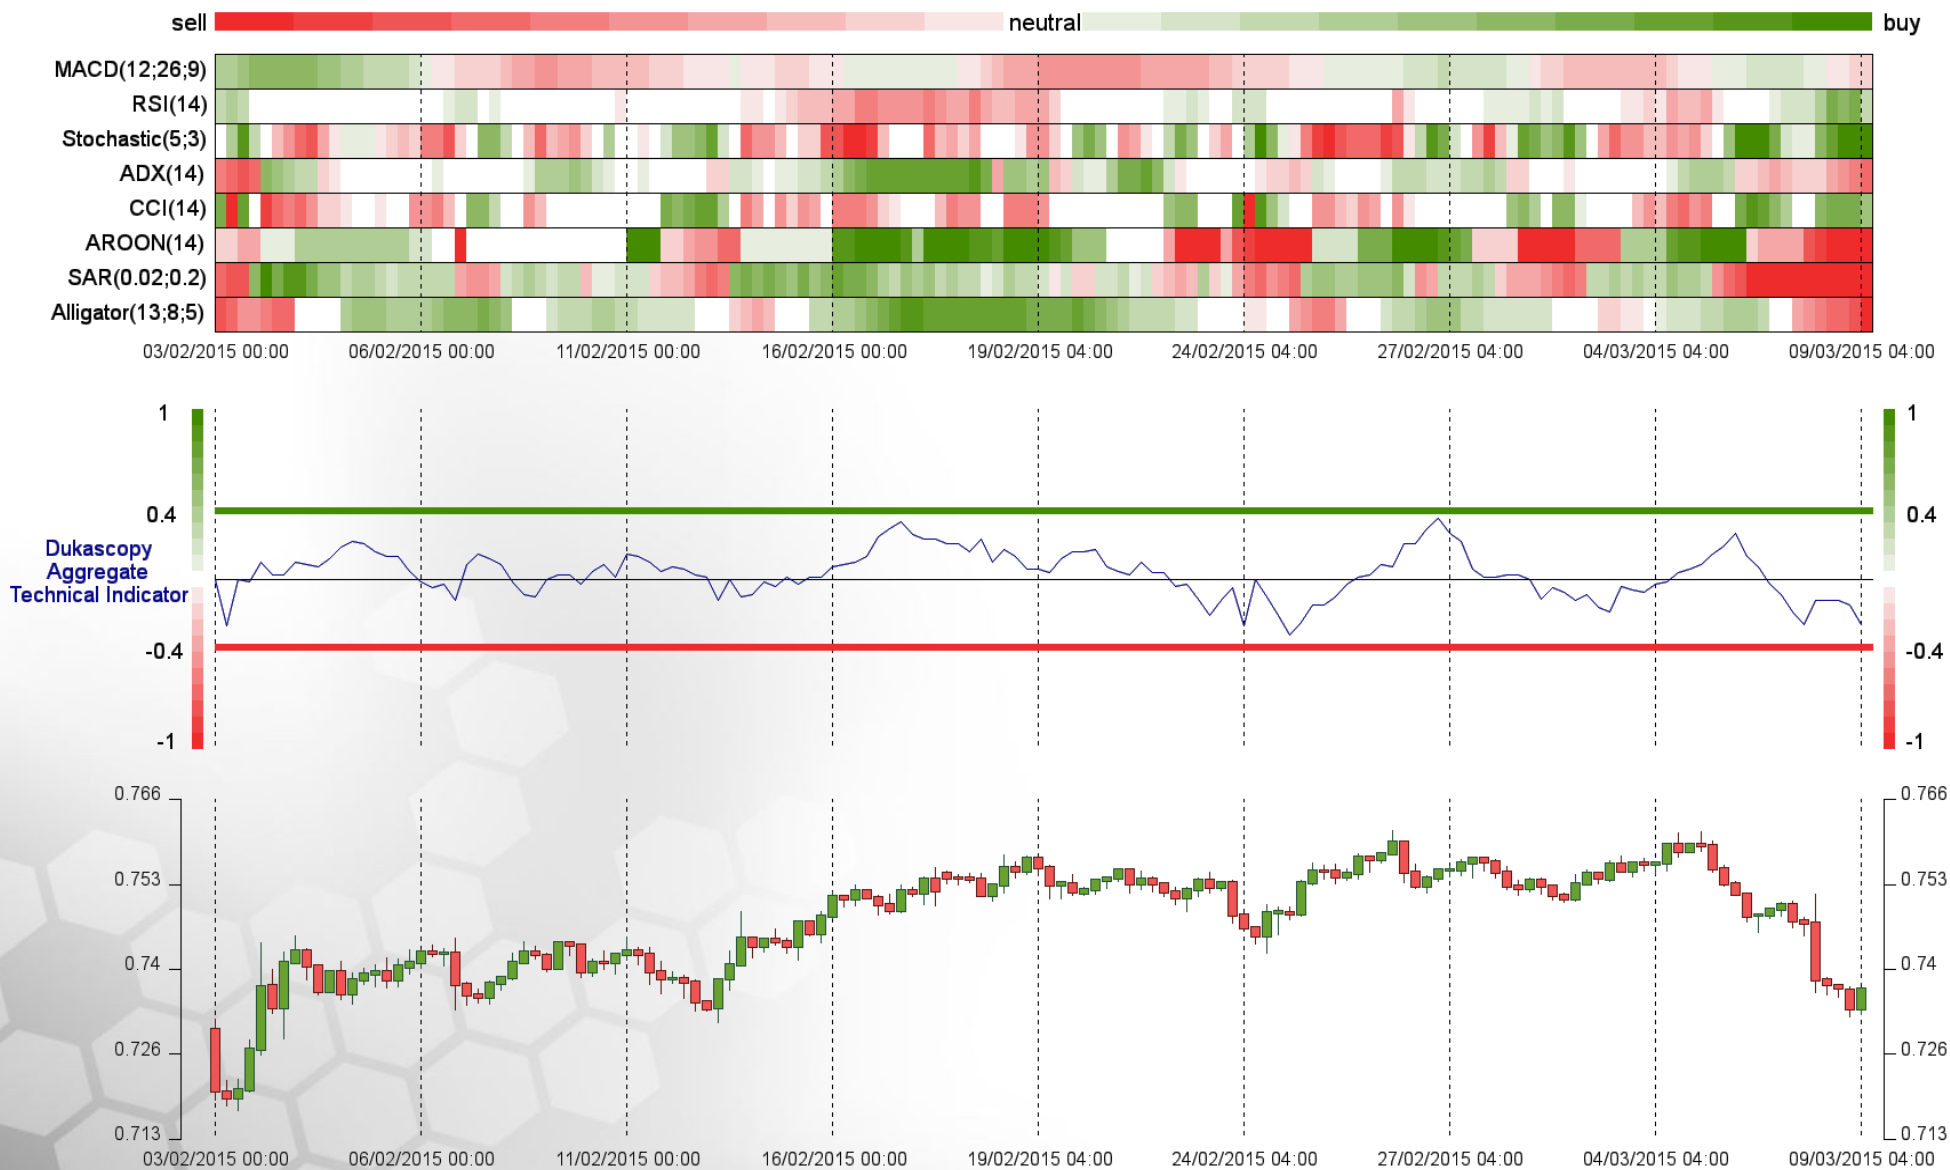 sell neutral buy
MACD(12;26;9)
RSI(14)
Stochastic(5;3)
ADX(14)
CCI(14)
AROON(14)
SAR(0.02;0.2)
Alligator(13;8;5)
03/02/2015 00:00 06/02/2015 00:00 11/02/2015 00:00 16/02/2015 00:00 19/02/2015 04:00 24/02/2015 04:00 27/02/2015 04:00 04/03/2015 04:00 09/03/2015 04:00
1 1
0.4 0.4
Dukascopy
Aggregate
Technical Indicator
-0.4 -0.4
-1 -1
0.766 0.766
0.753 0.753
0.74 0.74
0.726 0.726
0.713 0.713
03/02/2015 00:00 06/02/2015 00:00 11/02/2015 00:00 16/02/2015 00:00 19/02/2015 04:00 24/02/2015 04:00 27/02/2015 04:00 04/03/2015 04:00 09/03/2015 04:00